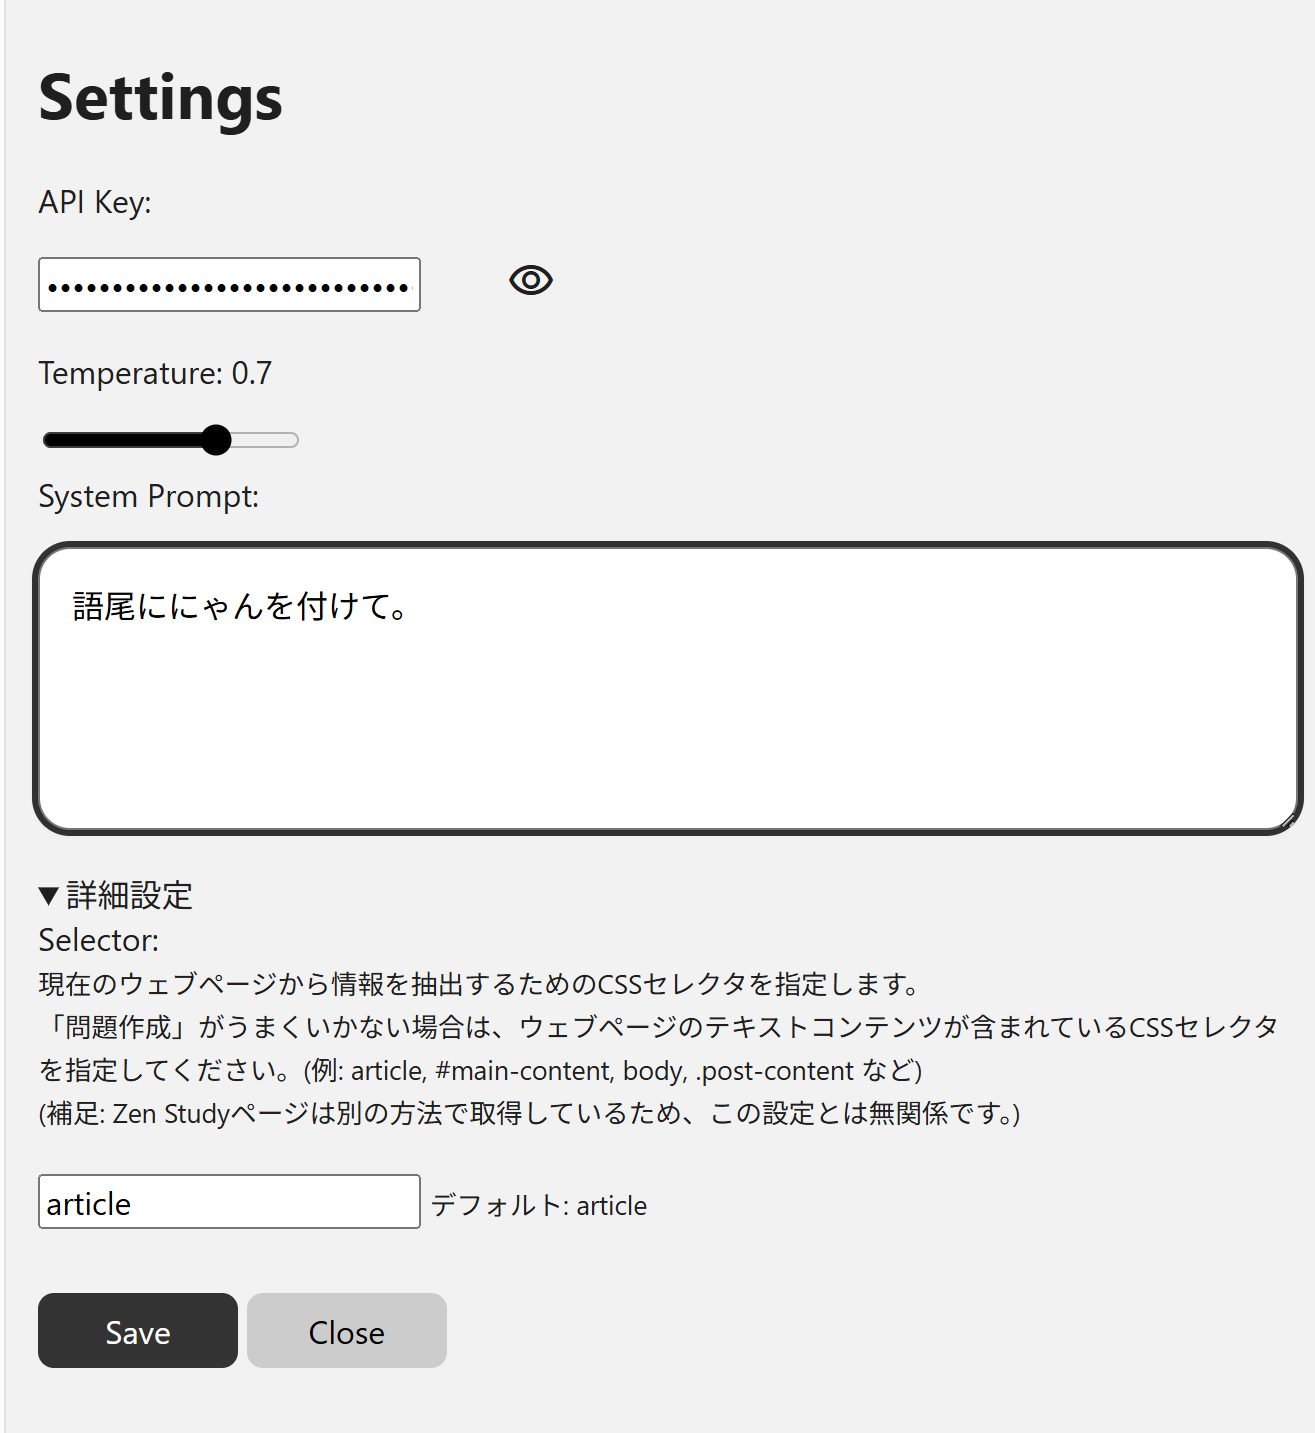 Settings
API Key:
Temperature: 0.7
System Prompt:
語尾ににゃんを付けて。
▼詳細設定
Selector:
現在のウェブページから情報を抽出するためのCSSセレクタを指定します。
「問題作成」がうまくいかない場合は、ウェブページのテキストコンテンツが含まれているCSSセレクタ
を指定してください。(例: article, #main-content, body, .post-content など)
(補足: Zen Studyページは別の方法で取得しているため、この設定とは無関係です。)
article デフォルト: article
Save Close